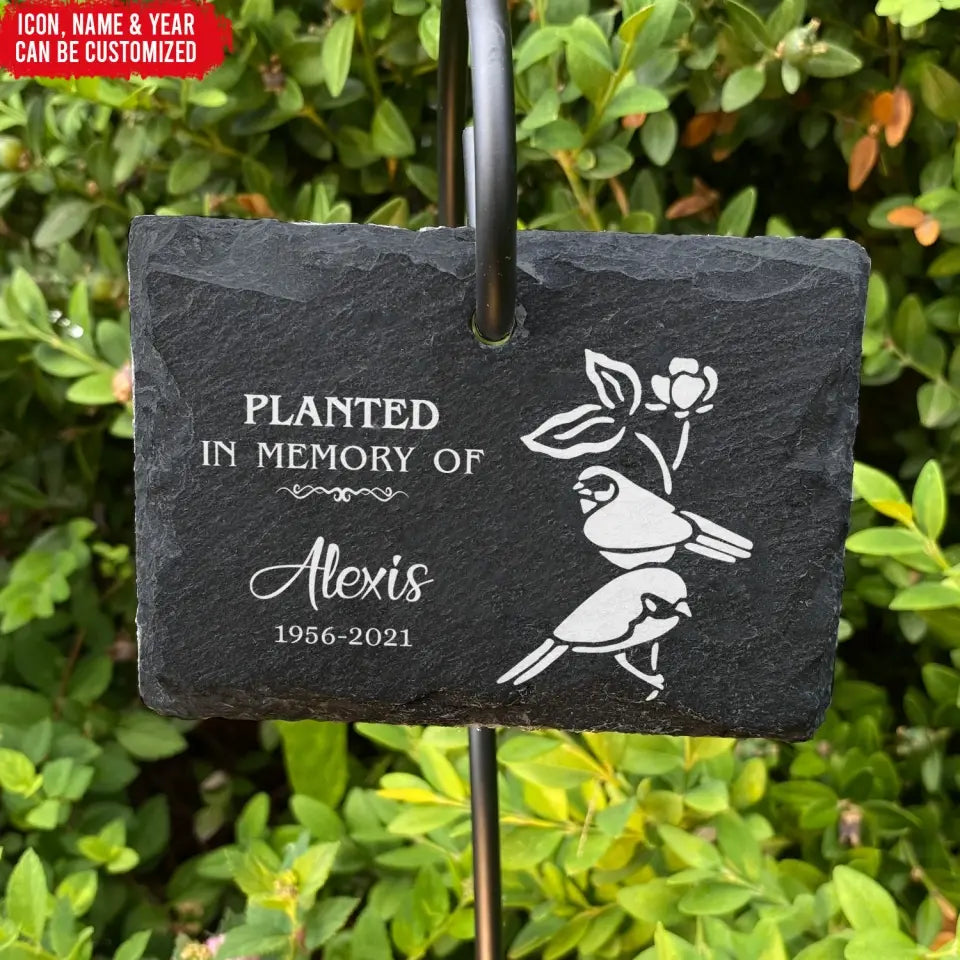 ICON, NAME & YEAR
CAN BE CUSTOMIZED
PLANTED
IN MEMORY OF
Alexis
1956-2021